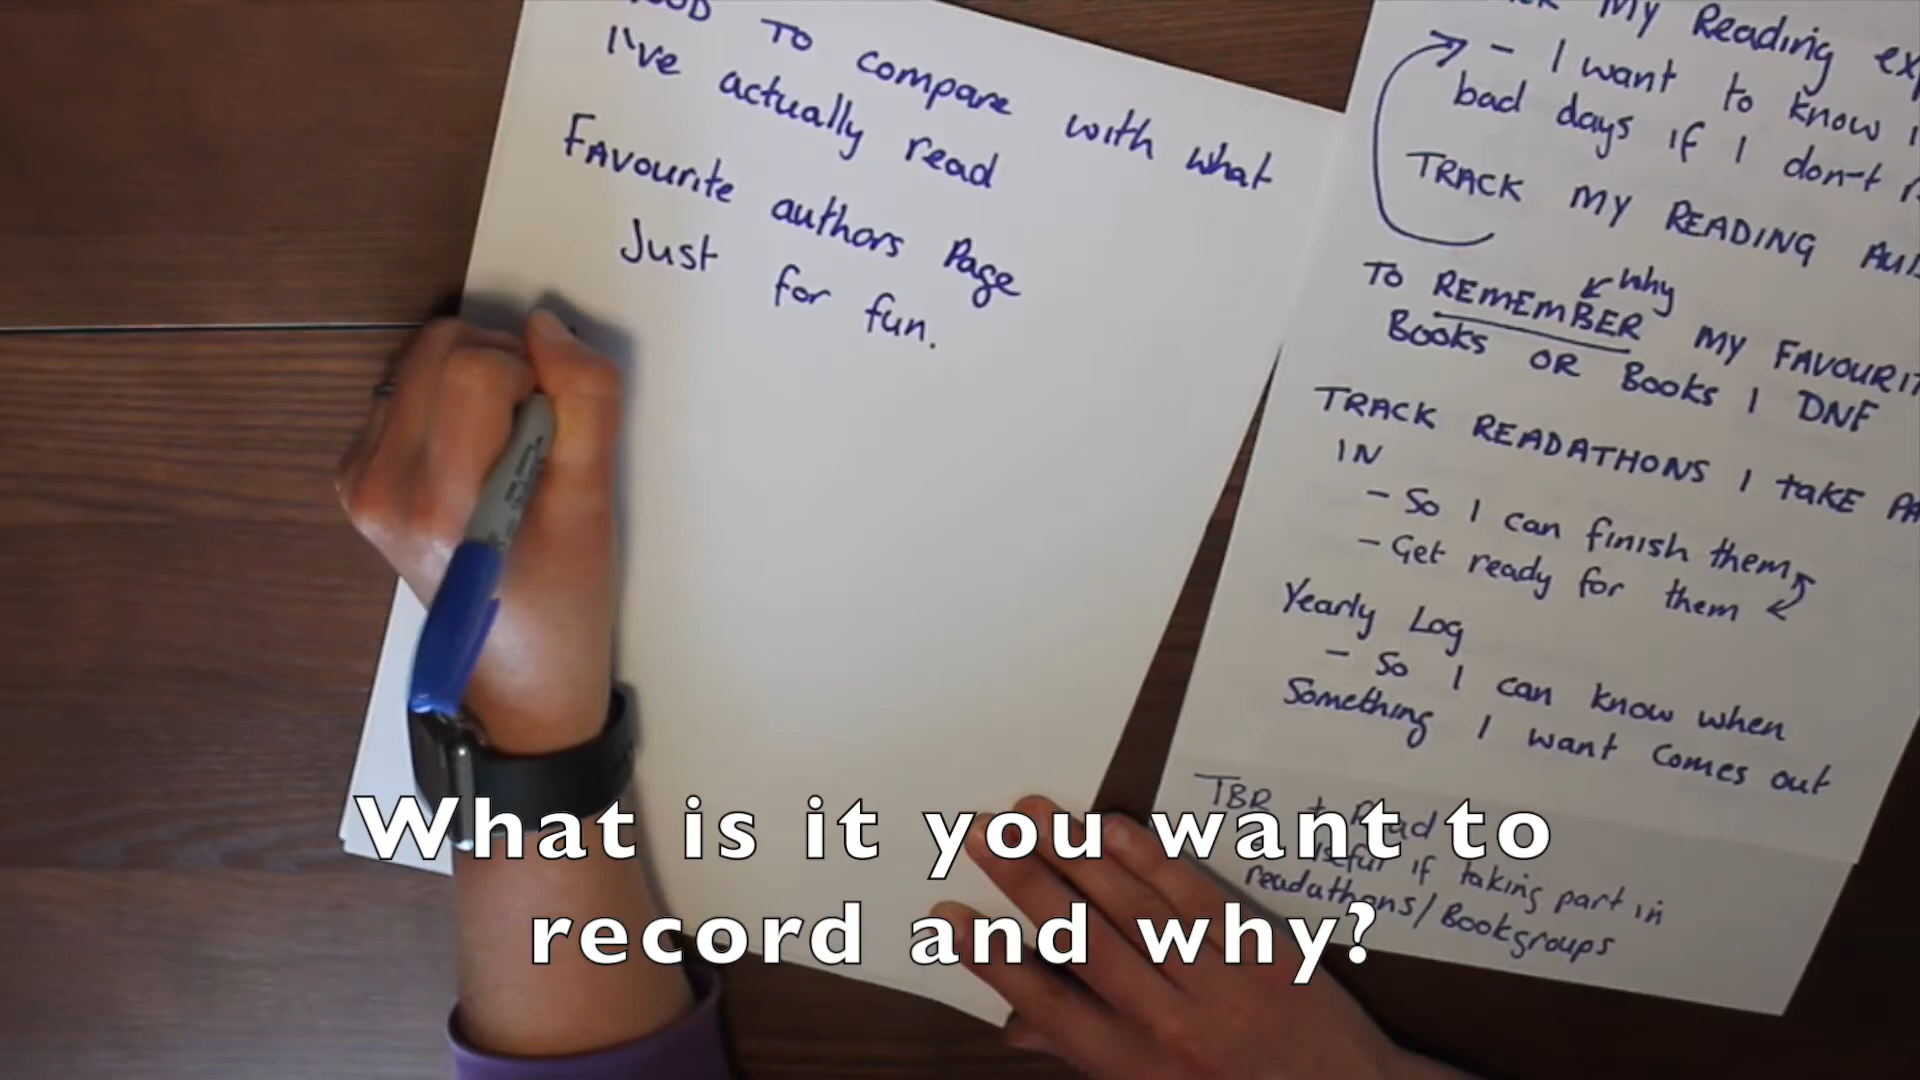 TO compare with what
I've actually read
FAVOURITE authors Page
Just for fun.
My Reading
- I want to know
bad days if I don't
TRACK MY READING
why
TO REMEMBER MY
Books OR Books I DNF
TRACK READATHONS I take
IN
- So I can finish them
- Get ready for them
Yearly Log
- So I can know when
Something I want comes out
TBR to Read
useful if taking part in
readathons/Bookgroups
What is it you want to
record and why?